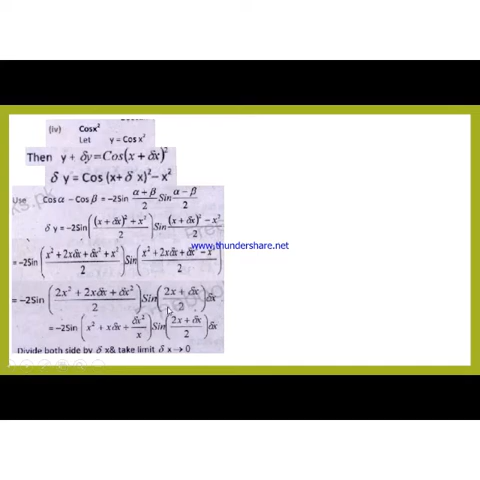 (iv) Cosx²
Let y=Cos x²
Then y + δy=Cos(x + δx)²
δ y = Cos (x+ δ x)²– x²
Use Cosα – Cosβ = –2Sin (α + β)/2 Sin (α – β)/2
δ y = –2Sin(((x + δx)² + x²)/2)Sin((x + δx)² – x²)/2
www.thundershare.net
= –2Sin((x² + 2xδx + δx² + x²)/2)Sin((x² + 2xδx + δx² – x²)/2)
= –2Sin((2x² + 2xδx + δx²)/2)Sin((2x + δx)/2)δx
= –2Sin(x² + xδx + δx²/x)Sin((2x + δx)/2)δx
Divide both side by δ x& take limit δ x → 0